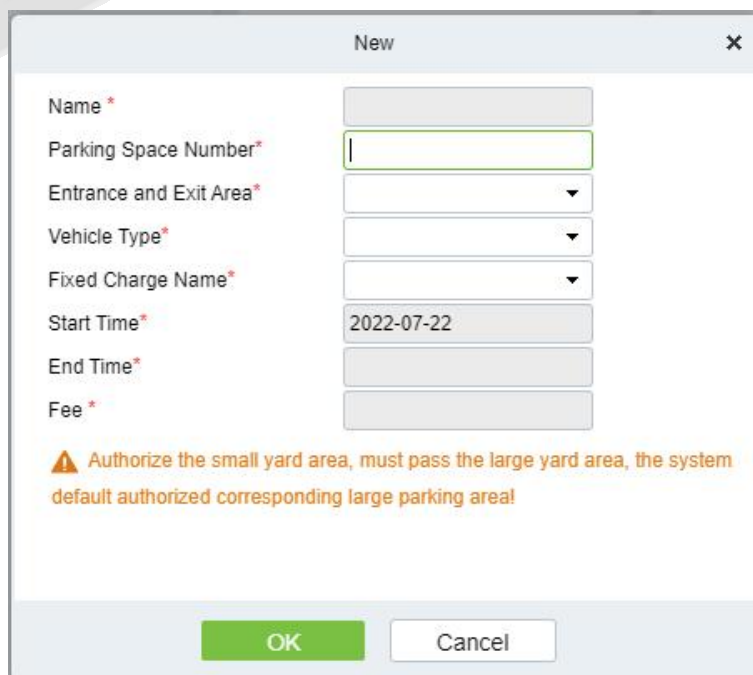 New
Name *
Parking Space Number*
Entrance and Exit Area*
Vehicle Type*
Fixed Charge Name*
Start Time* 2022-07-22
End Time*
Fee *
Authorize the small yard area, must pass the large yard area, the system
default authorized corresponding large parking area!
OK Cancel